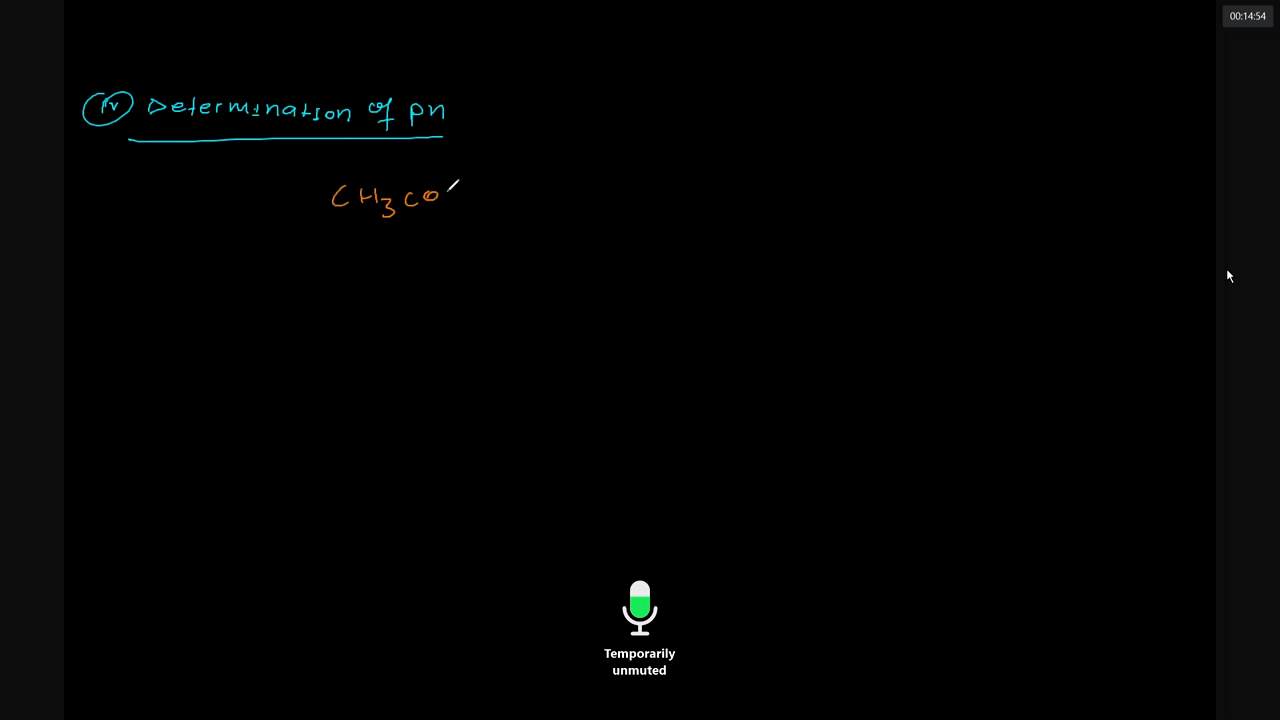 00:14:54
(iv) Determination of pH
CH3CO
Temporarily
unmuted